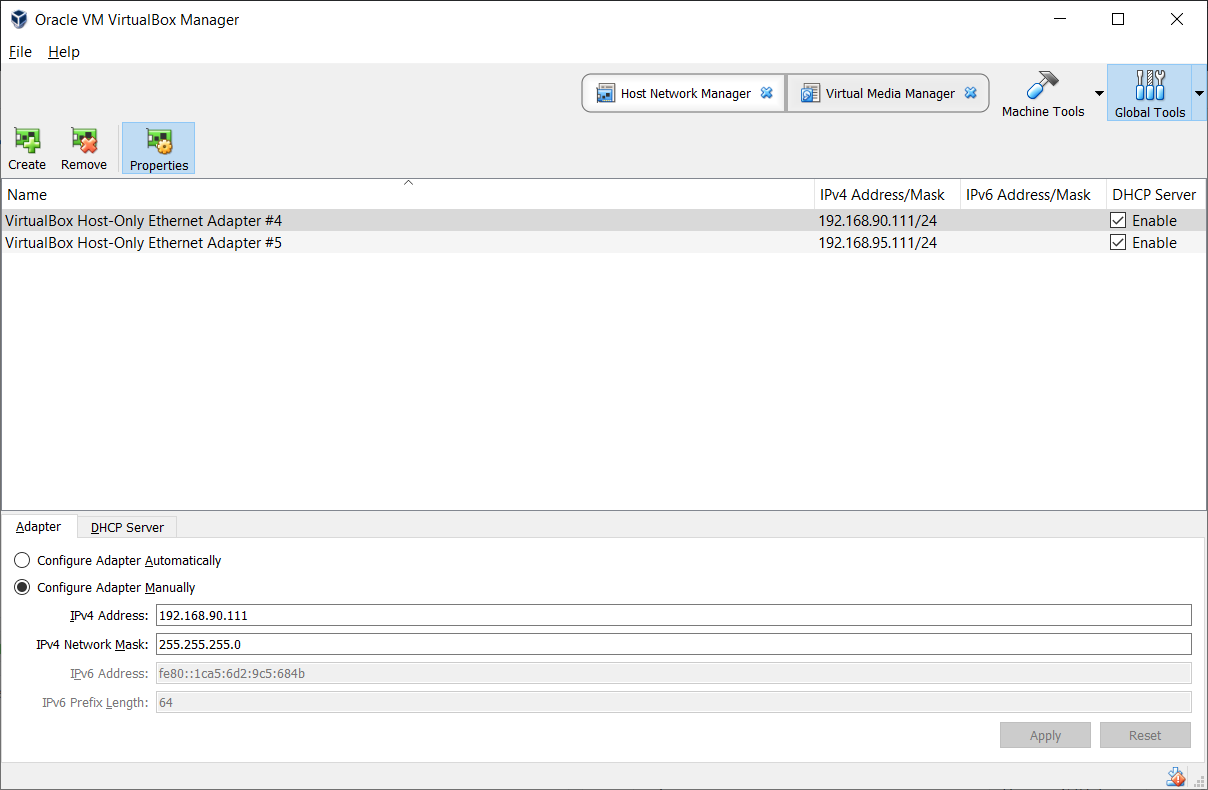 Oracle VM VirtualBox Manager
File Help
Host Network Manager Virtual Media Manager
Machine Tools Global Tools
Create Remove Properties
Name IPv4 Address/Mask IPv6 Address/Mask DHCP Server
VirtualBox Host-Only Ethernet Adapter #4 192.168.90.111/24 Enable
VirtualBox Host-Only Ethernet Adapter #5 192.168.95.111/24 Enable
Adapter DHCP Server
Configure Adapter Automatically
Configure Adapter Manually
IPv4 Address: 192.168.90.111
IPv4 Network Mask: 255.255.255.0
IPv6 Address: fe80::1ca5:6d2:9c5:684b
IPv6 Prefix Length: 64
Apply Reset